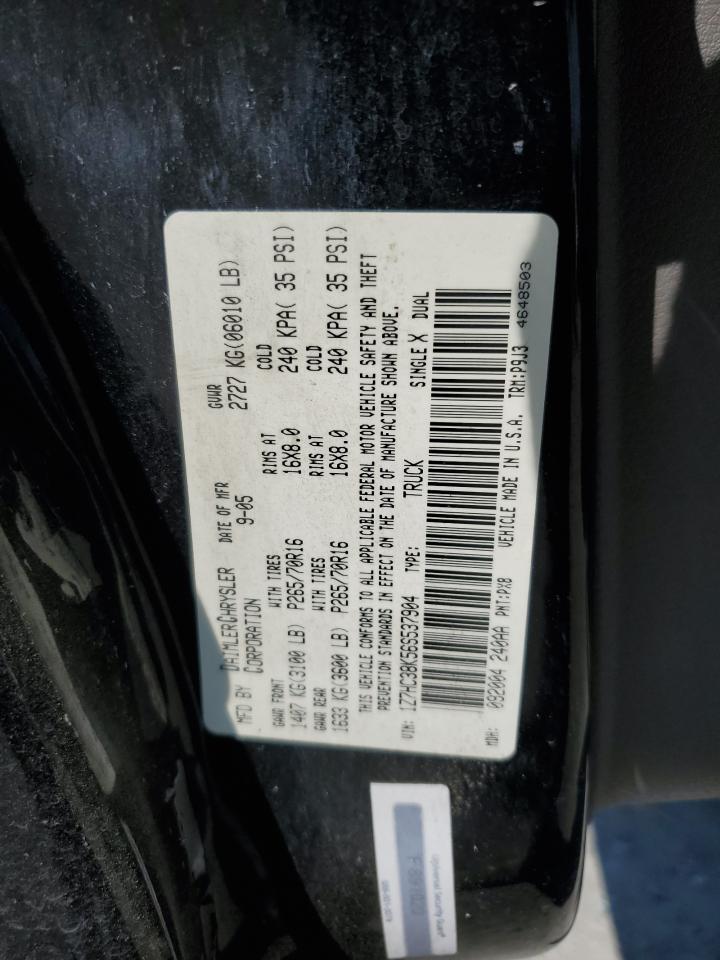 MFD BY DAIMLERCHRYSLER CORPORATION
DATE OF MFR 9-05
GVWR 2727 KG(06010 LB)
GAWR FRONT WITH TIRES RIMS AT COLD
1407 KG(3100 LB) P265/70R16 16X8.0 240 KPA( 35 PSI)
GAWR REAR WITH TIRES RIMS AT COLD
1633 KG(3600 LB) P265/70R16 16X8.0 240 KPA( 35 PSI)
THIS VEHICLE CONFORMS TO ALL APPLICABLE FEDERAL MOTOR VEHICLE SAFETY AND THEFT
PREVENTION STANDARDS IN EFFECT ON THE DATE OF MANUFACTURE SHOWN ABOVE.
VIN: 1Z7HC38K56S537904 TYPE: TRUCK SINGLE X DUAL
MDH: 092004 240AA PNT:PX8 VEHICLE MADE IN U.S.A. TRM:P9J3 4648503
Universal Security Guard